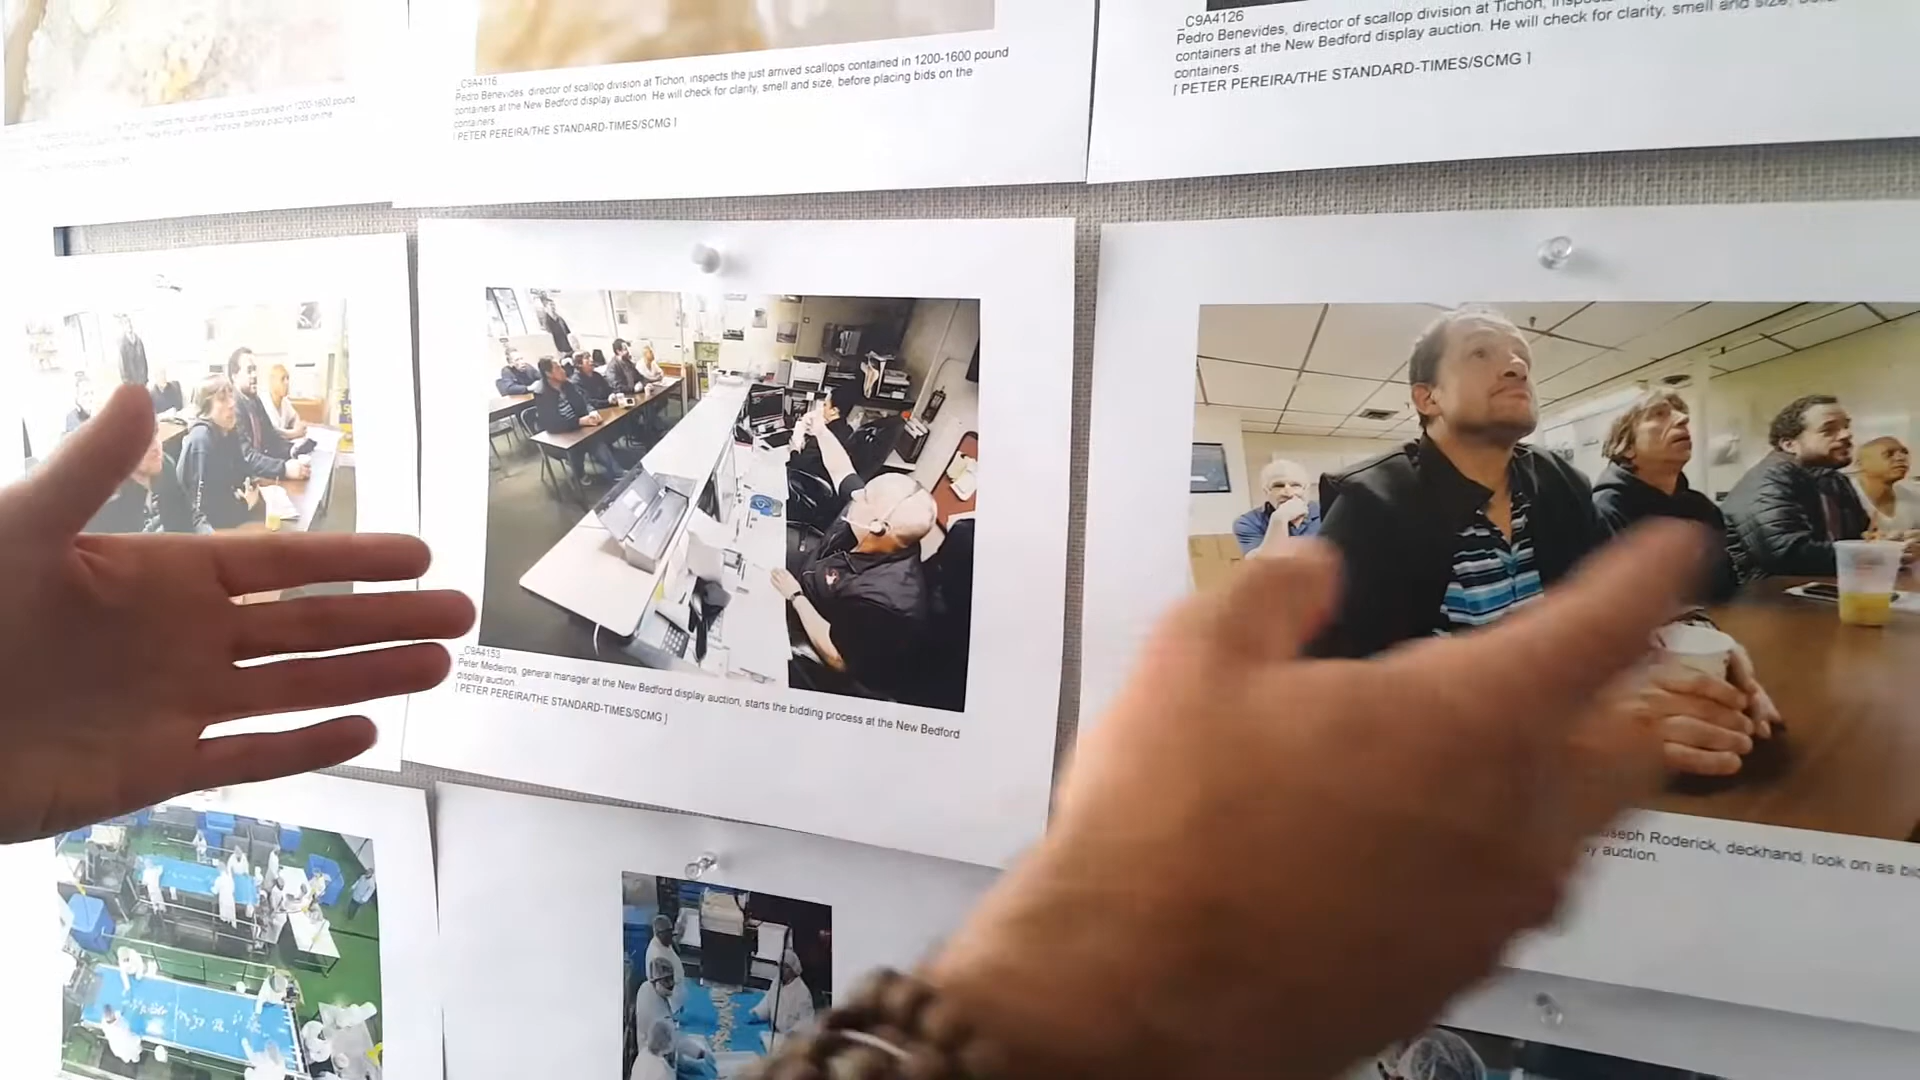 _C9A4116
Pedro Benevides, director of scallop division at Tichon, inspects the just arrived scallops contained in 1200-1600 pound
containers at the New Bedford display auction. He will check for clarity, smell and size, before placing bids on the
containers.
[ PETER PEREIRA/THE STANDARD-TIMES/SCMG ]
_C9A4126
Pedro Benevides, director of scallop division at Tichon,
containers at the New Bedford display auction. He will check for clarity, smell and size,
containers.
[ PETER PEREIRA/THE STANDARD-TIMES/SCMG ]
_C9A4153
Peter Medeiros, general manager at the New Bedford display auction, starts the bidding process at the New Bedford
display auction.
[ PETER PEREIRA/THE STANDARD-TIMES/SCMG ]
Roderick, deckhand, look on as
auction.